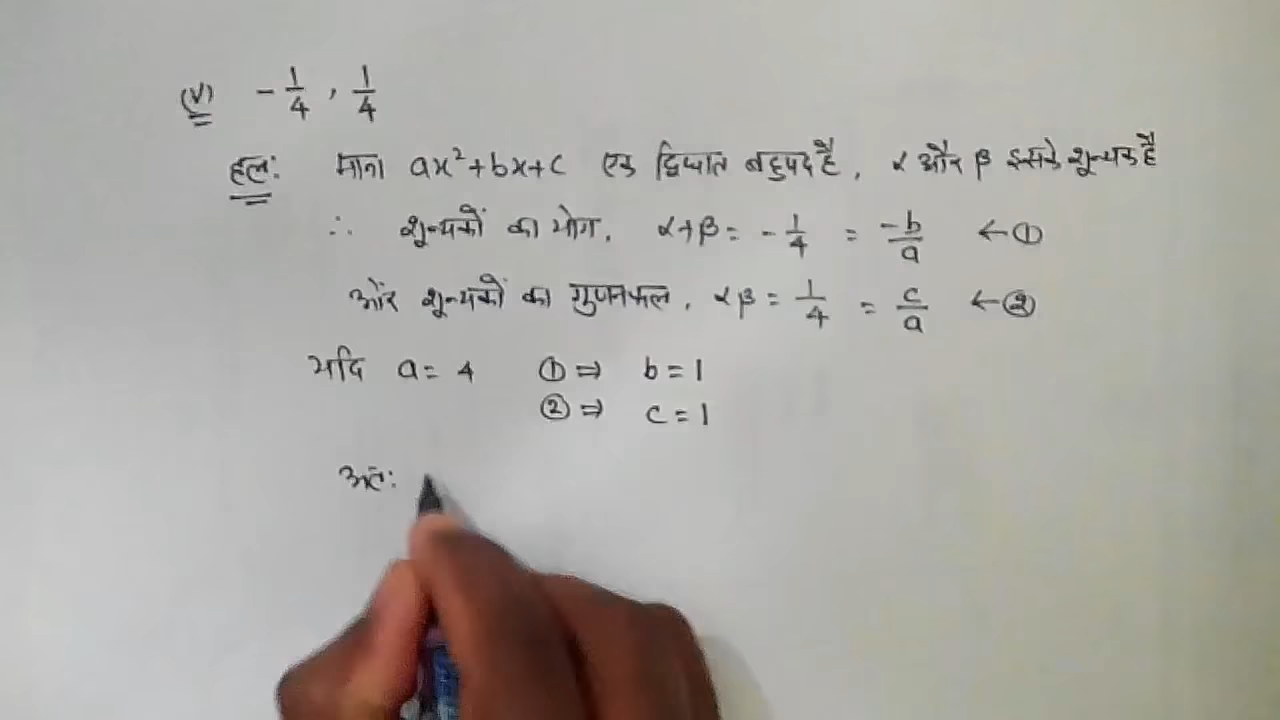 (V) -1/4, 1/4
हल: माना ax²+bx+c एक द्विघात बहुपद है, α और β इसके शून्यक है
∴ शून्यकों का योग, α+β = -1/4 = -b/a ←①
और शून्यकों का गुणनफल, αβ = 1/4 = c/a ←②
यदि a = 4 ①⇒ b = 1
②⇒ c = 1
अतः